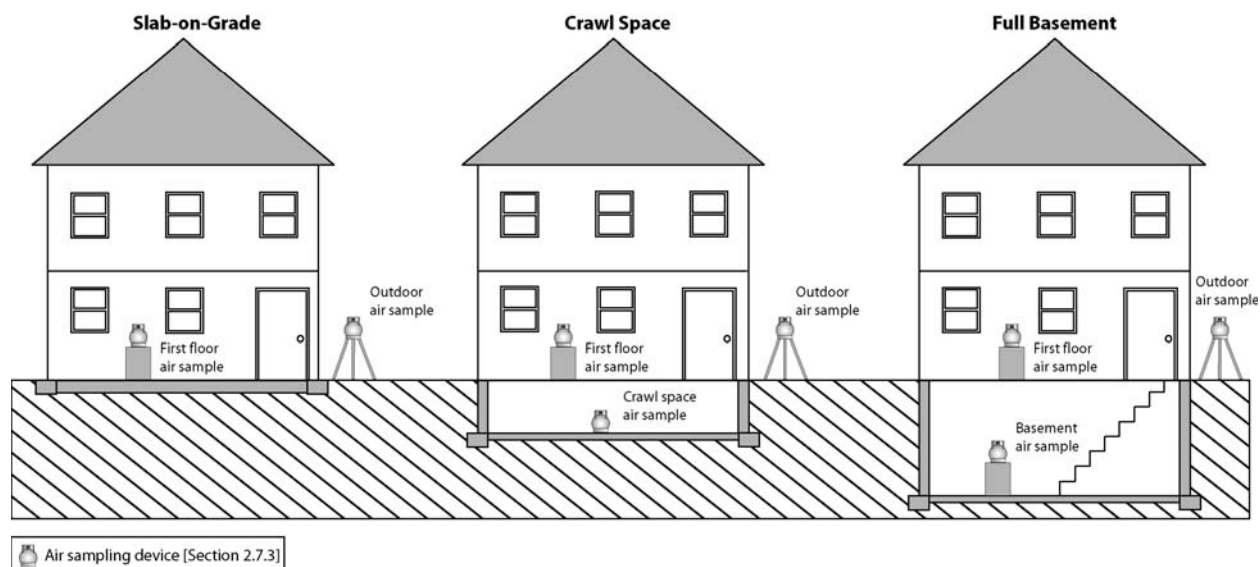 Slab-on-Grade
Crawl Space
Full Basement
Outdoor
air sample
First floor
air sample
Outdoor
air sample
First floor
air sample
Crawl space
air sample
Outdoor
air sample
First floor
air sample
Basement
air sample
Air sampling device [Section 2.7.3]